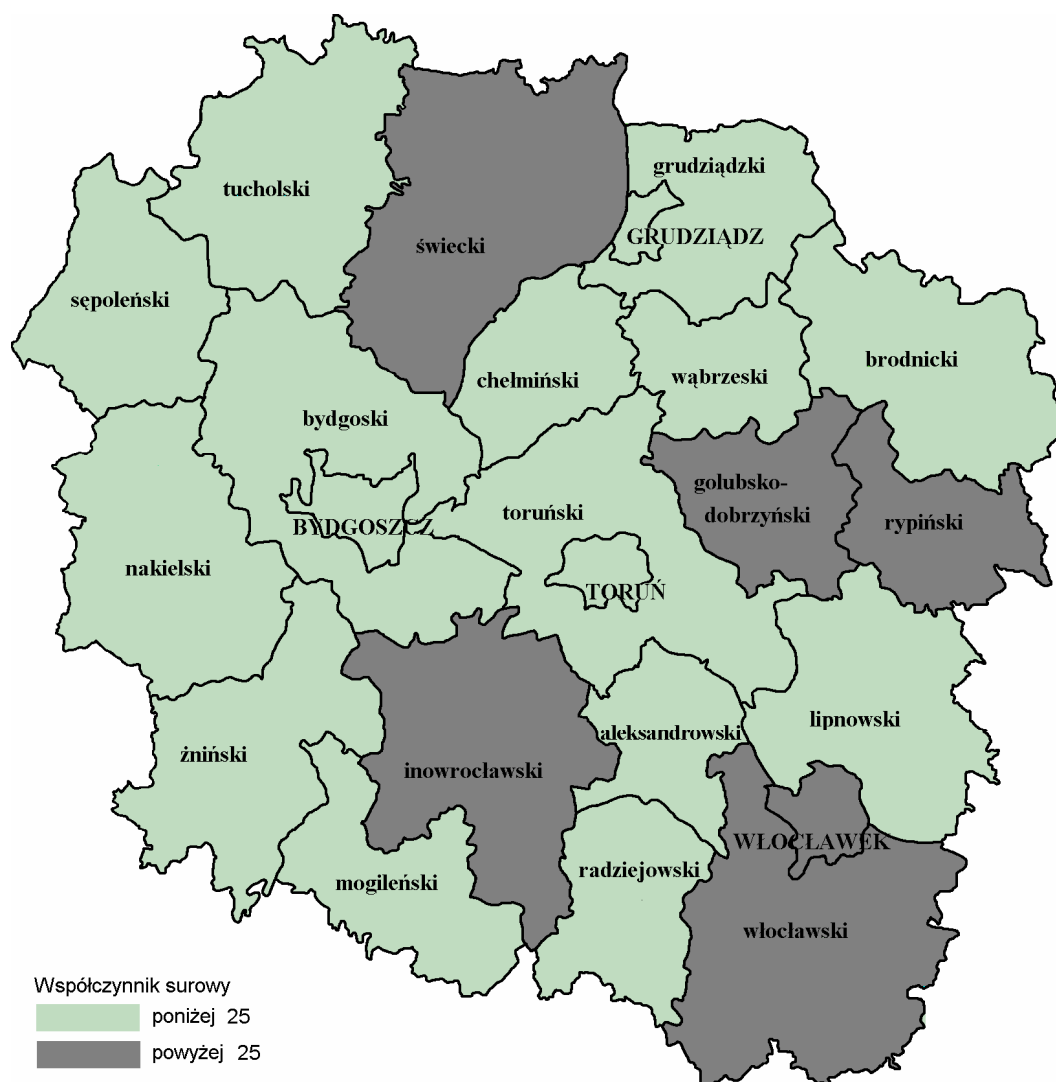 grudziądzki
tucholski
GRUDZIĄDZ
świecki
sępoleński
brodnicki
chełmiński
wąbrzeski
bydgoski
golubsko-
dobrzyński
toruński
rypiński
BYDGOSZCZ
nakielski
TORUŃ
lipnowski
aleksandrowski
żniński
inowrocławski
WŁOCŁAWEK
radziejowski
mogileński
włocławski
Współczynnik surowy
poniżej 25
powyżej 25